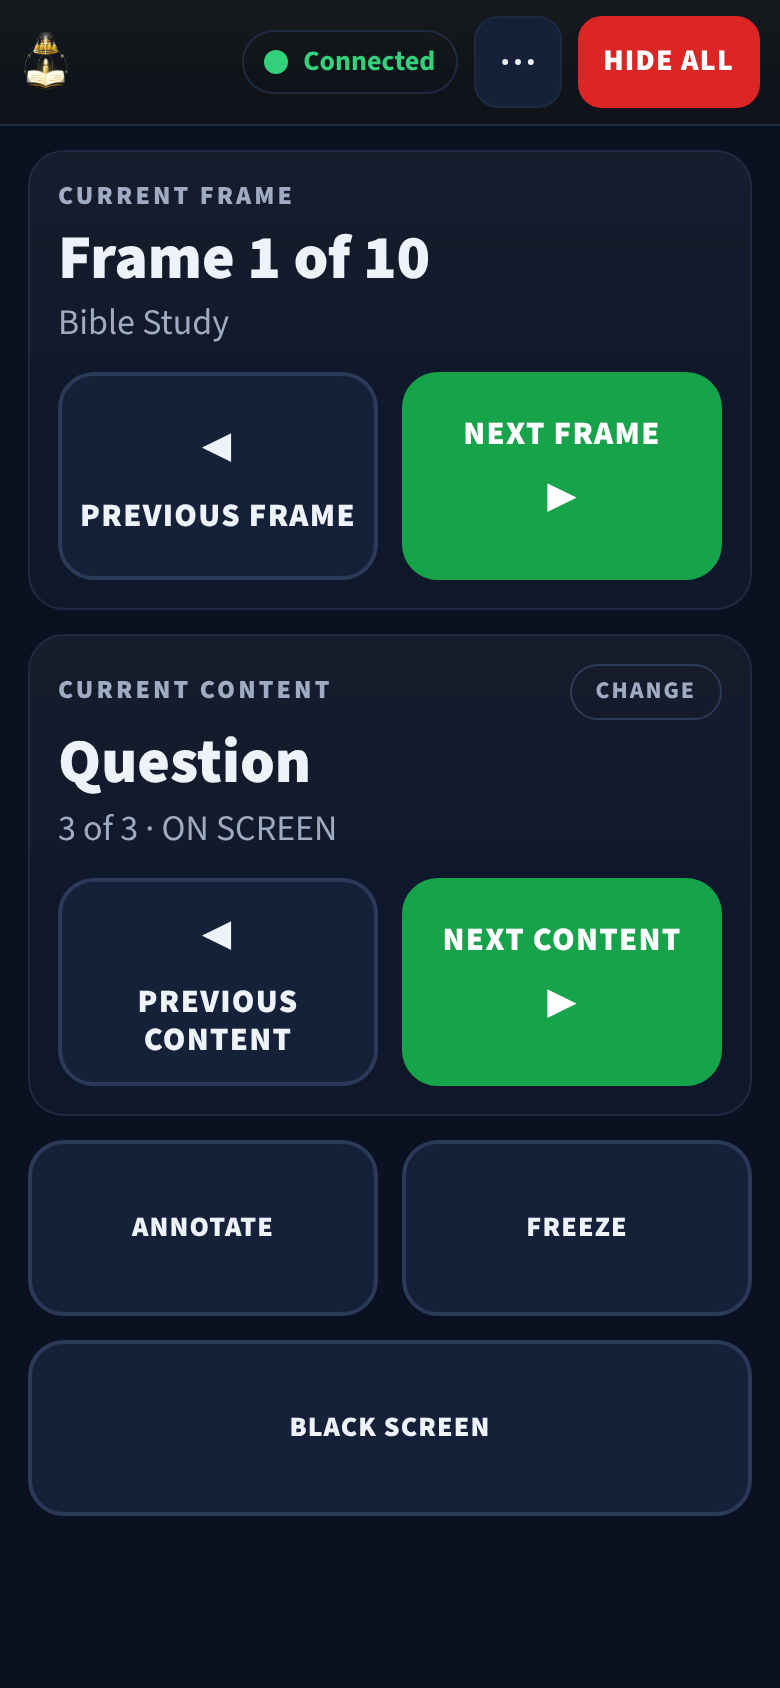 Connected
...
HIDE ALL
CURRENT FRAME
Frame 1 of 10
Bible Study
◀
PREVIOUS FRAME
NEXT FRAME
▶
CURRENT CONTENT
CHANGE
Question
3 of 3 · ON SCREEN
◀
PREVIOUS
CONTENT
NEXT CONTENT
▶
ANNOTATE
FREEZE
BLACK SCREEN